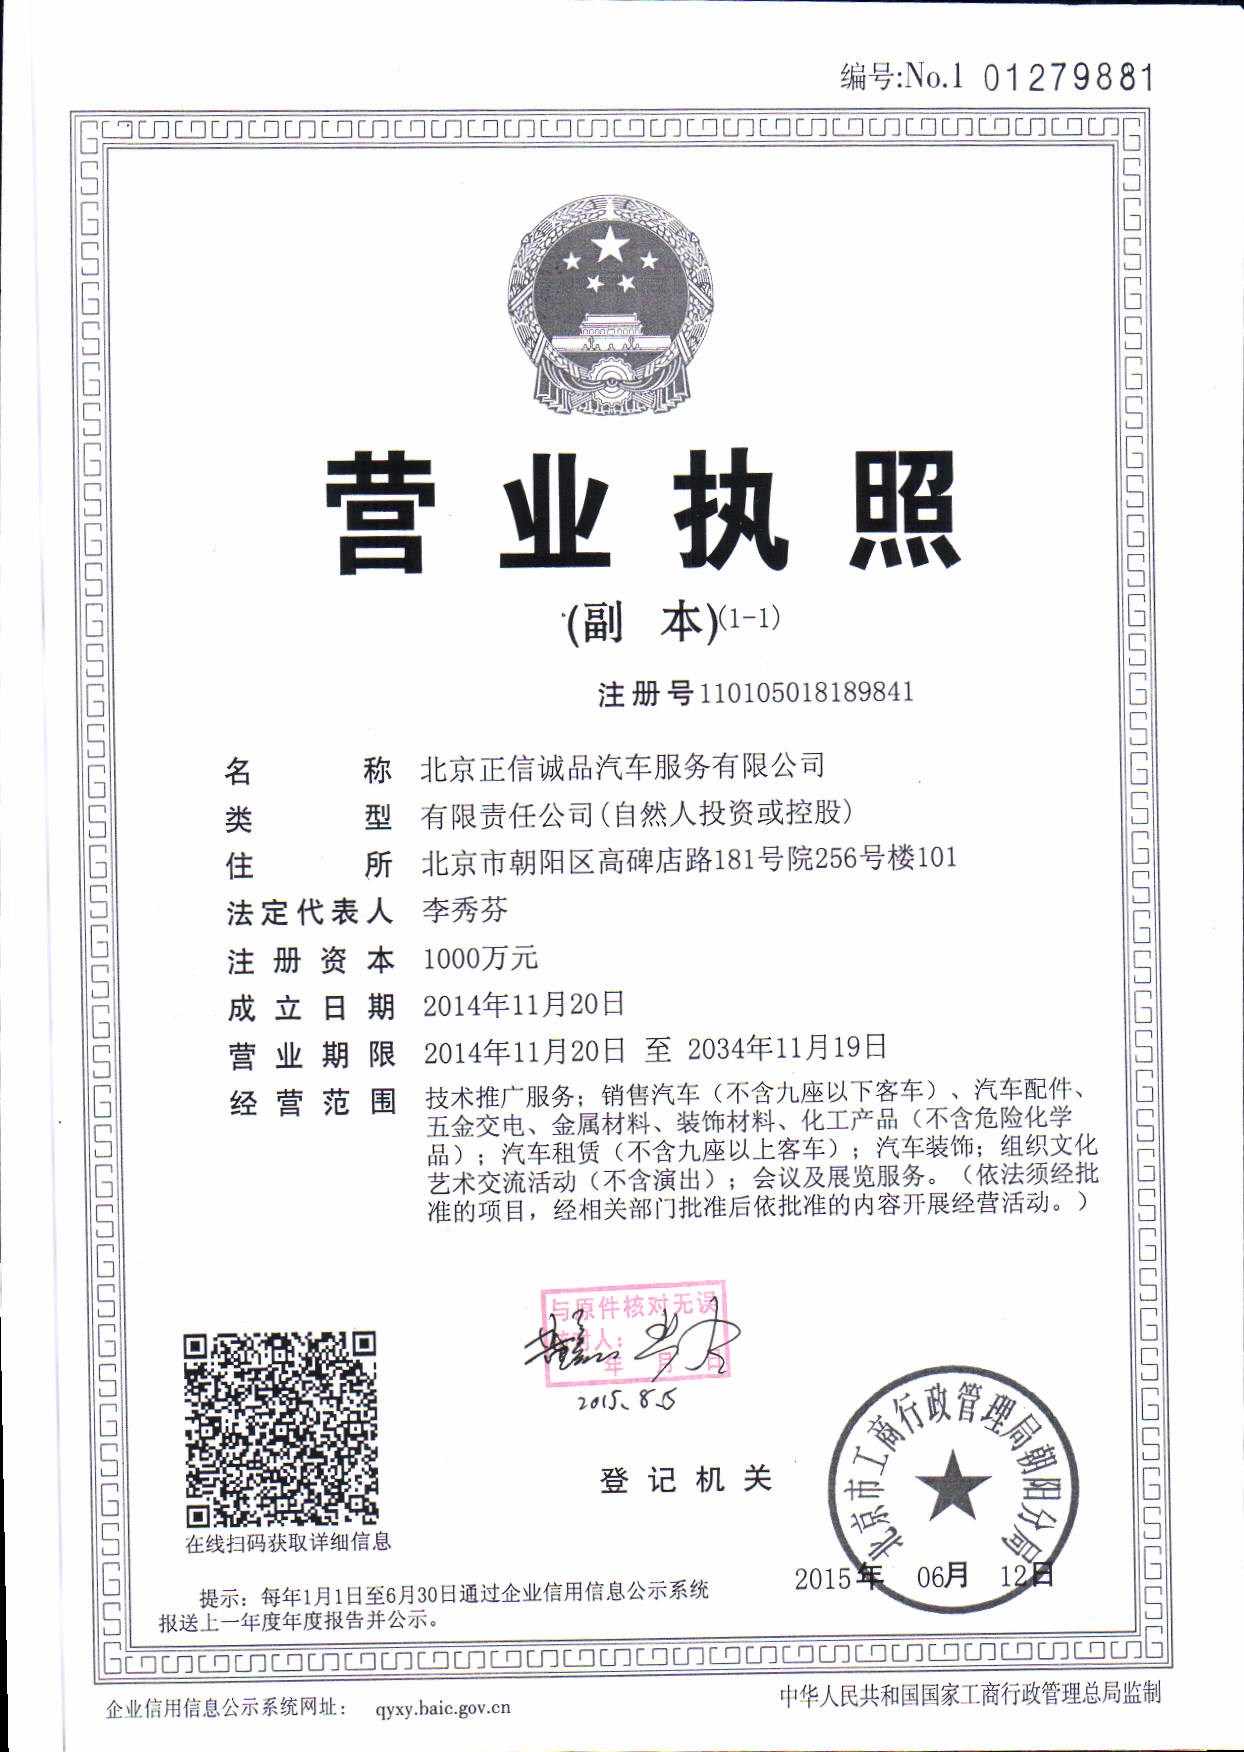 编号:No.1 01279881
营业执照
(副 本)(1-1)
注册号110105018189841
名 称 北京正信诚品汽车服务有限公司
类 型 有限责任公司(自然人投资或控股)
住 所 北京市朝阳区高碑店路181号院256号楼101
法定代表人 李秀芬
注册资本 1000万元
成立日期 2014年11月20日
营业期限 2014年11月20日 至 2034年11月19日
经营范围 技术推广服务；销售汽车（不含九座以下客车）、汽车配件、
五金交电、金属材料、装饰材料、化工产品（不含危险化学
品）；汽车租赁（不含九座以上客车）；汽车装饰；组织文化
艺术交流活动（不含演出）；会议及展览服务。（依法须经批
准的项目，经相关部门批准后依批准的内容开展经营活动。）
与原件核对无误
核对人：
年 月 日
2015.8.5
在线扫码获取详细信息
登记机关
北京市工商行政管理局朝阳分局
2015年 06月 12日
提示：每年1月1日至6月30日通过企业信用信息公示系统
报送上一年度年度报告并公示。
企业信用信息公示系统网址： qyxy.baic.gov.cn
中华人民共和国国家工商行政管理总局监制